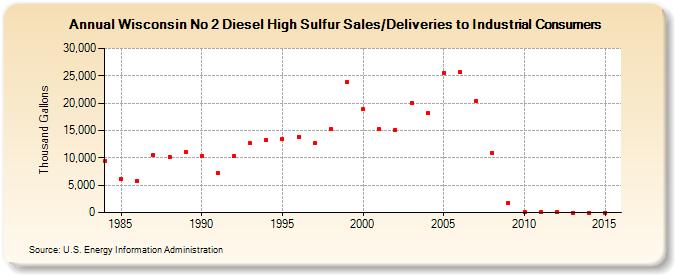 Annual Wisconsin No 2 Diesel High Sulfur Sales/Deliveries to Industrial Consumers
Thousand Gallons
30,000
25,000
20,000
15,000
10,000
5,000
0
1985 1990 1995 2000 2005 2010 2015
Source: U.S. Energy Information Administration